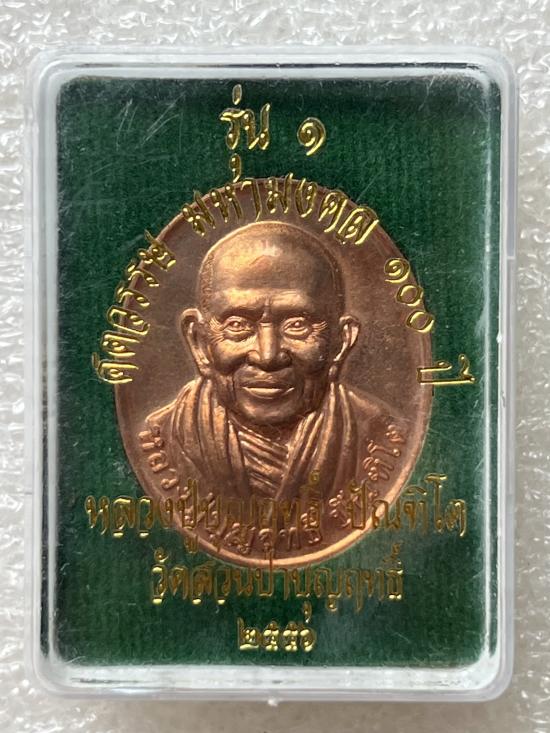 รุ่น ๑
ศตวรรษ มหามงคล ๑๐๐ ปี
หลวงปู่บุญฤทธิ์ ปัณฑิโต
วัดสวนป่าบุญฤทธิ์
๒๕๕๖